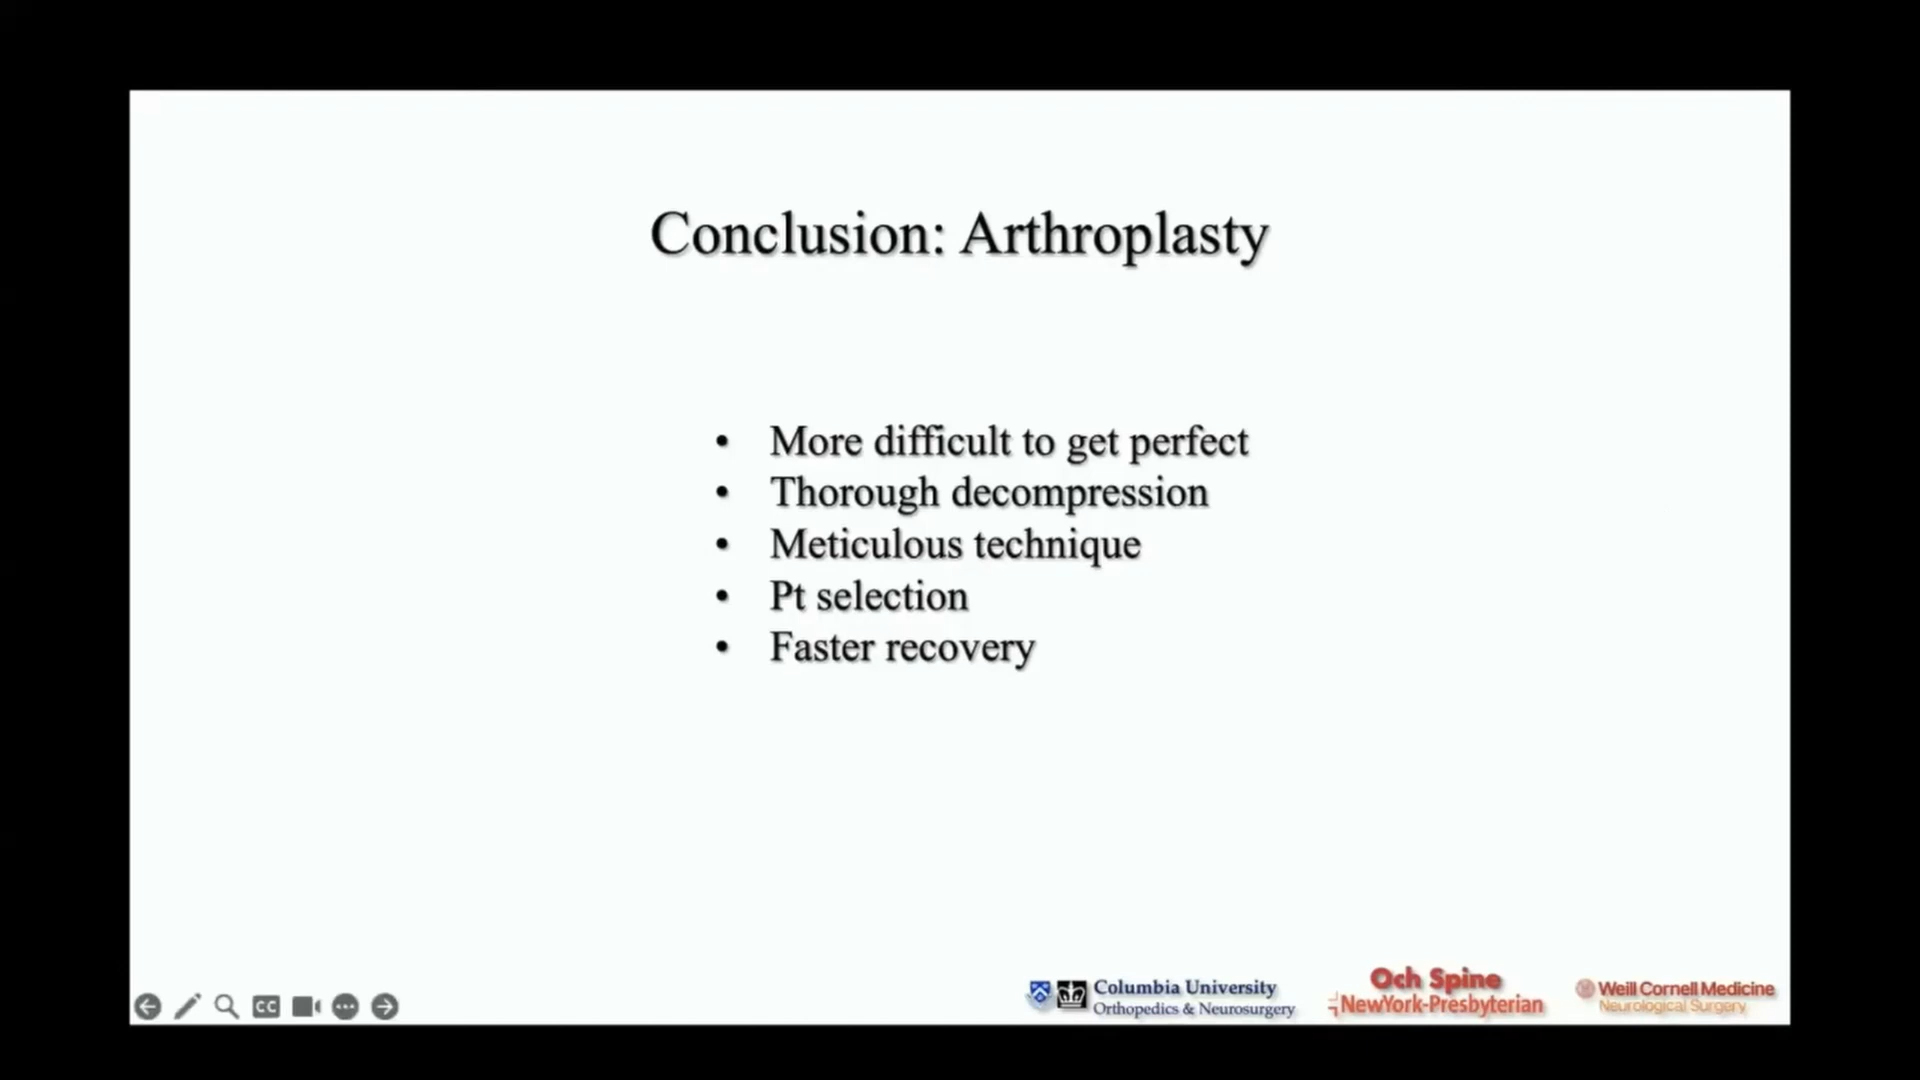 Conclusion: Arthroplasty
• More difficult to get perfect
• Thorough decompression
• Meticulous technique
• Pt selection
• Faster recovery
CC
Columbia University
Orthopedics & Neurosurgery
Och Spine
NewYork-Presbyterian
Weill Cornell Medicine
Neurological Surgery